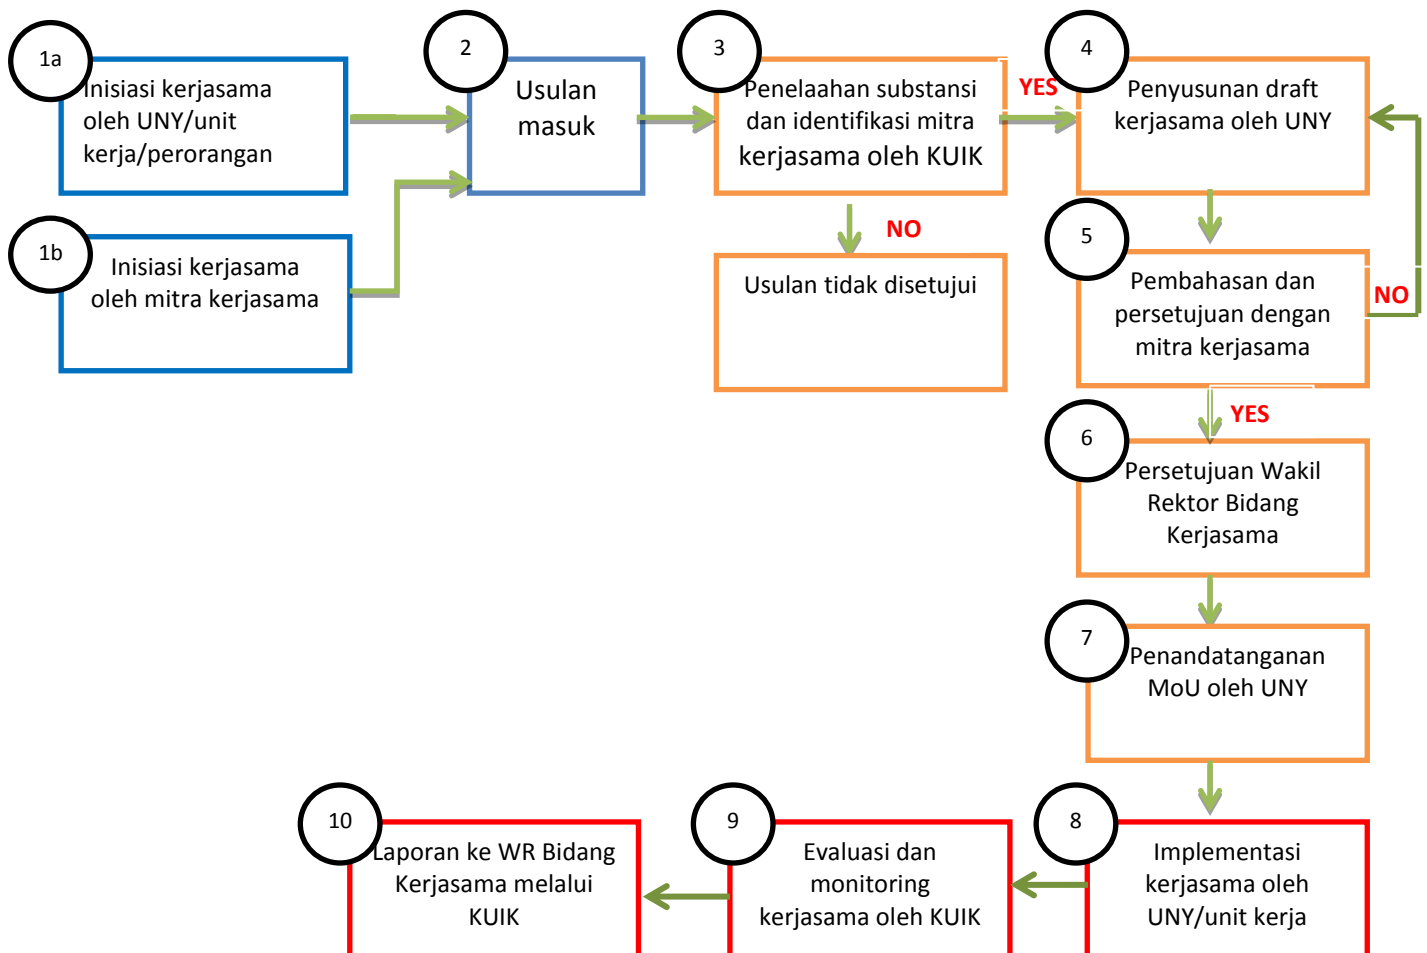 1a
Inisiasi kerjasama
oleh UNY/unit
kerja/perorangan
1b
Inisiasi kerjasama
oleh mitra kerjasama
2
Usulan
masuk
3
Penelaahan substansi
dan identifikasi mitra
kerjasama oleh KUIK
YES
NO
Usulan tidak disetujui
4
Penyusunan draft
kerjasama oleh UNY
5
Pembahasan dan
persetujuan dengan
mitra kerjasama
NO
YES
6
Persetujuan Wakil
Rektor Bidang
Kerjasama
7
Penandatanganan
MoU oleh UNY
8
Implementasi
kerjasama oleh
UNY/unit kerja
9
Evaluasi dan
monitoring
kerjasama oleh KUIK
10
Laporan ke WR Bidang
Kerjasama melalui
KUIK